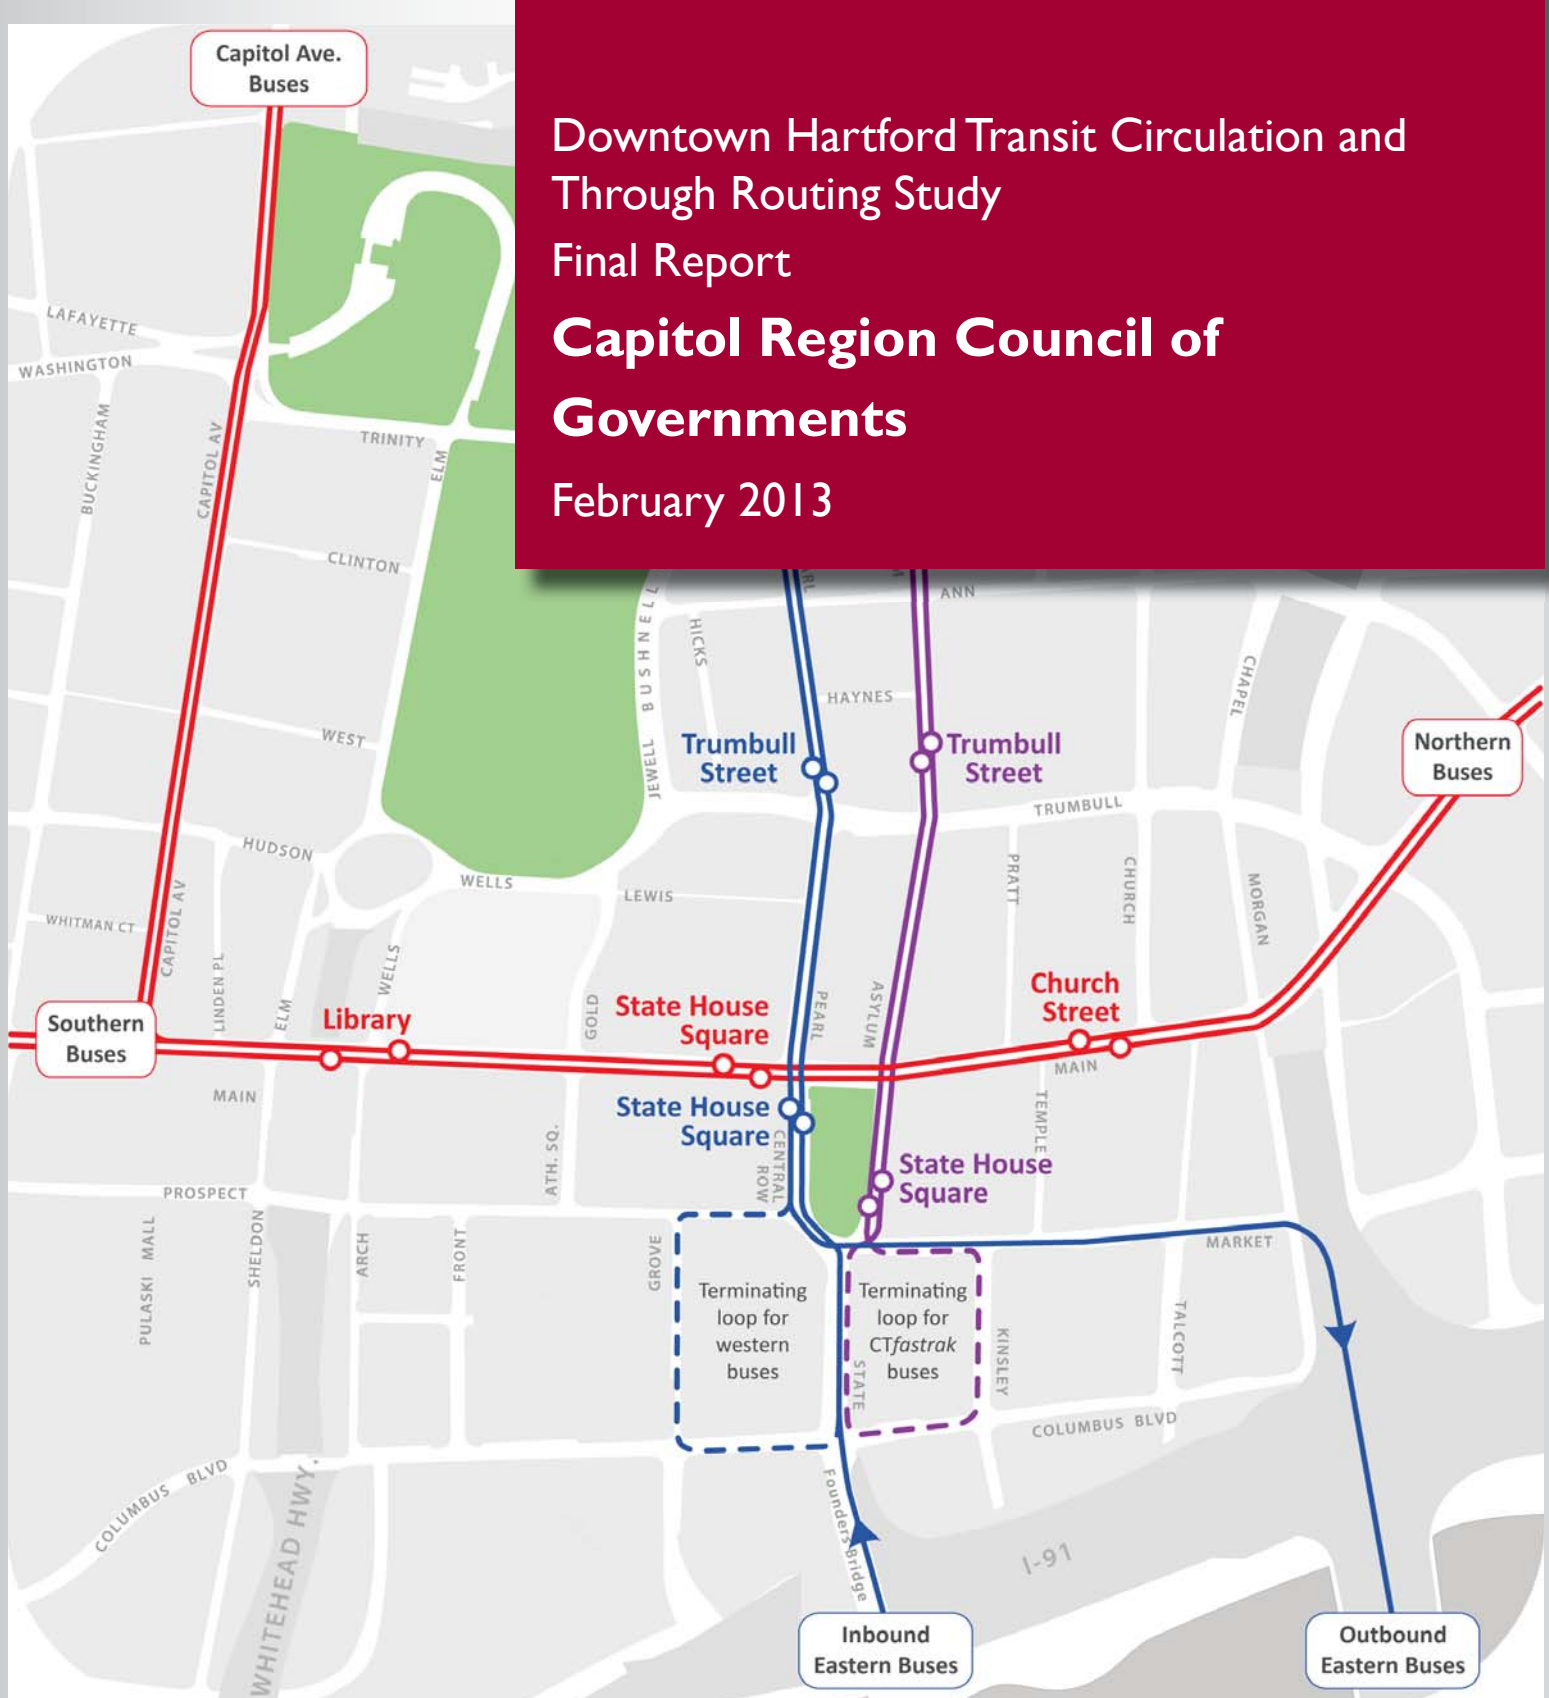 Capitol Ave.
Buses
Downtown Hartford Transit Circulation and
Through Routing Study
Final Report
Capitol Region Council of
Governments
February 2013
LAFAYETTE
WASHINGTON
BUCKINGHAM
CAPITOL AV
TRINITY
ELM
CLINTON
WEST
JEWELL
BUSHNELL
HICKS
ANN
HAYNES
CHAPEL
Trumbull
Street
Trumbull
Street
Northern
Buses
TRUMBULL
HUDSON
WELLS
LEWIS
PRATT
CHURCH
MORGAN
WHITMAN CT
CAPITOL AV
LINDEN PL
ELM
WELLS
GOLD
PEARL
ASYLUM
Southern
Buses
Library
State House
Square
Church
Street
MAIN
MAIN
State House
Square
CENTRAL
ROW
TEMPLE
ATH. SQ.
State House
Square
PROSPECT
PULASKI MALL
SHELDON
ARCH
FRONT
GROVE
MARKET
Terminating
loop for
western
buses
Terminating
loop for
CTfastrak
buses
STATE
KINSLEY
TALCOTT
COLUMBUS BLVD
COLUMBUS BLVD
WHITEHEAD HWY.
Founders Bridge
I-91
Inbound
Eastern Buses
Outbound
Eastern Buses